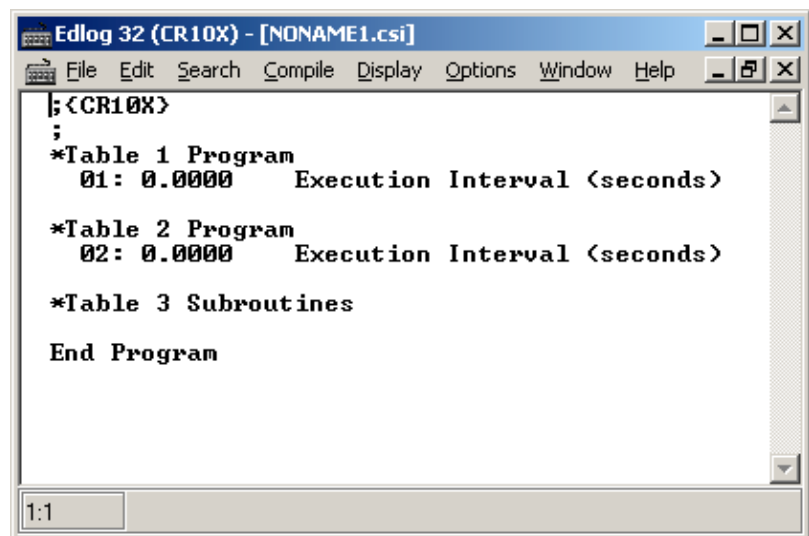 Edlog 32 (CR10X) - [NONAME1.csi]
File Edit Search Compile Display Options Window Help
;{CR10X}
;
*Table 1 Program
01: 0.0000 Execution Interval (seconds)
*Table 2 Program
02: 0.0000 Execution Interval (seconds)
*Table 3 Subroutines
End Program
1:1